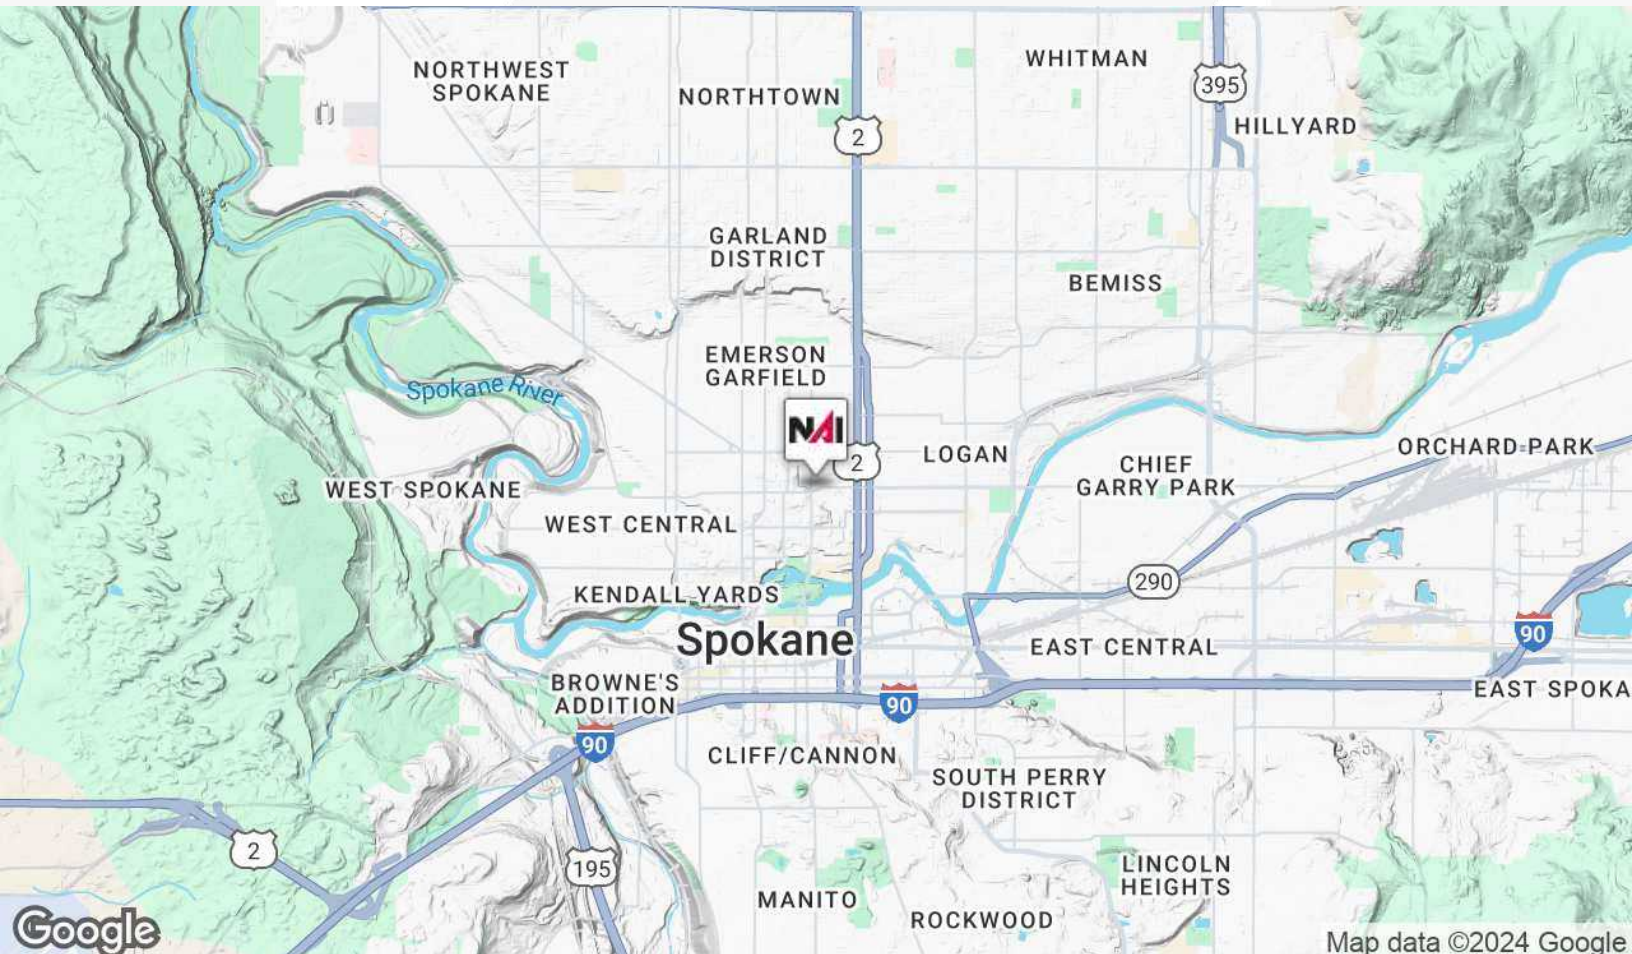 WHITMAN
NORTHWEST
SPOKANE
395
NORTHTOWN
HILLYARD
2
GARLAND
DISTRICT
BEMISS
EMERSON
GARFIELD
Spokane River
NAI
2
LOGAN
ORCHARD PARK
CHIEF
GARRY PARK
WEST SPOKANE
WEST CENTRAL
290
KENDALL YARDS
Spokane
90
EAST CENTRAL
BROWNE'S
ADDITION
EAST SPOKA
90
90
CLIFF/CANNON
SOUTH PERRY
DISTRICT
2
195
LINCOLN
HEIGHTS
MANITO
ROCKWOOD
Google
Map data ©2024 Google